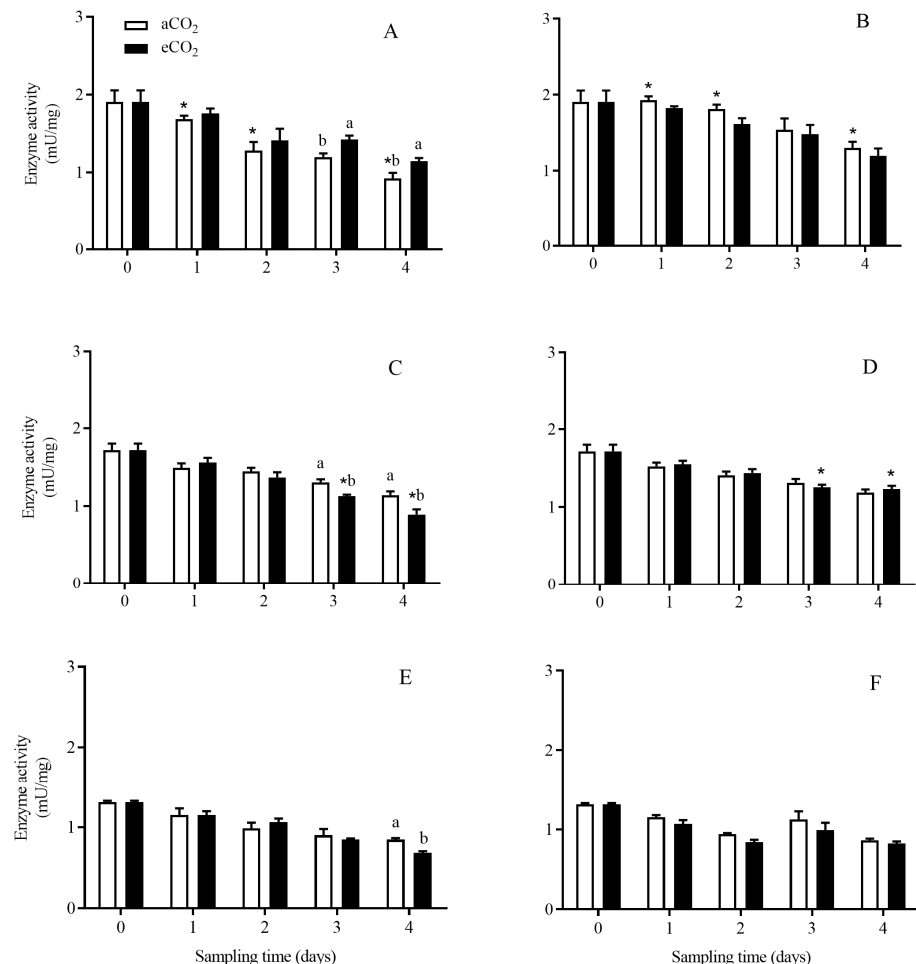 aCO₂
eCO₂
A
Enzyme activity
(mU/mg)
3
2
1
0
*
*
b
a
*b
a
0 1 2 3 4
B
3
2
1
0
*
*
*
0 1 2 3 4
C
Enzyme activity
(mU/mg)
3
2
1
0
a
*b
a
*b
0 1 2 3 4
D
3
2
1
0
*
*
0 1 2 3 4
E
Enzyme activity
(mU/mg)
3
2
1
0
a
b
0 1 2 3 4
Sampling time (days)
F
3
2
1
0
0 1 2 3 4
Sampling time (days)